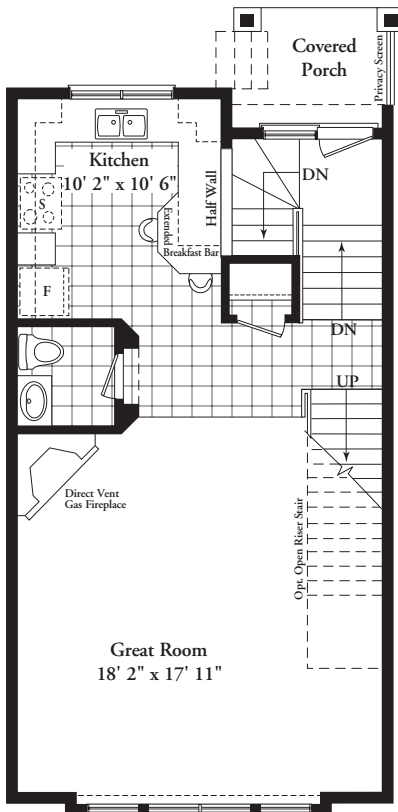 Covered
Porch
Privacy Screen
Kitchen
10' 2" x 10' 6"
DN
S
Half Wall
Extended
Breakfast Bar
F
DN
UP
Direct Vent
Gas Fireplace
Opt. Open Riser Stair
Great Room
18' 2" x 17' 11"